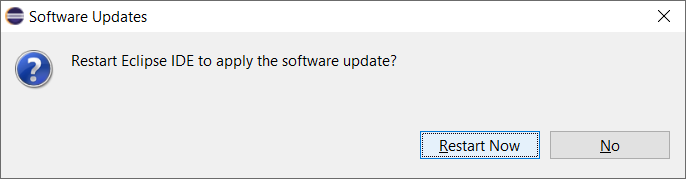 Software Updates
Restart Eclipse IDE to apply the software update?
Restart Now
No